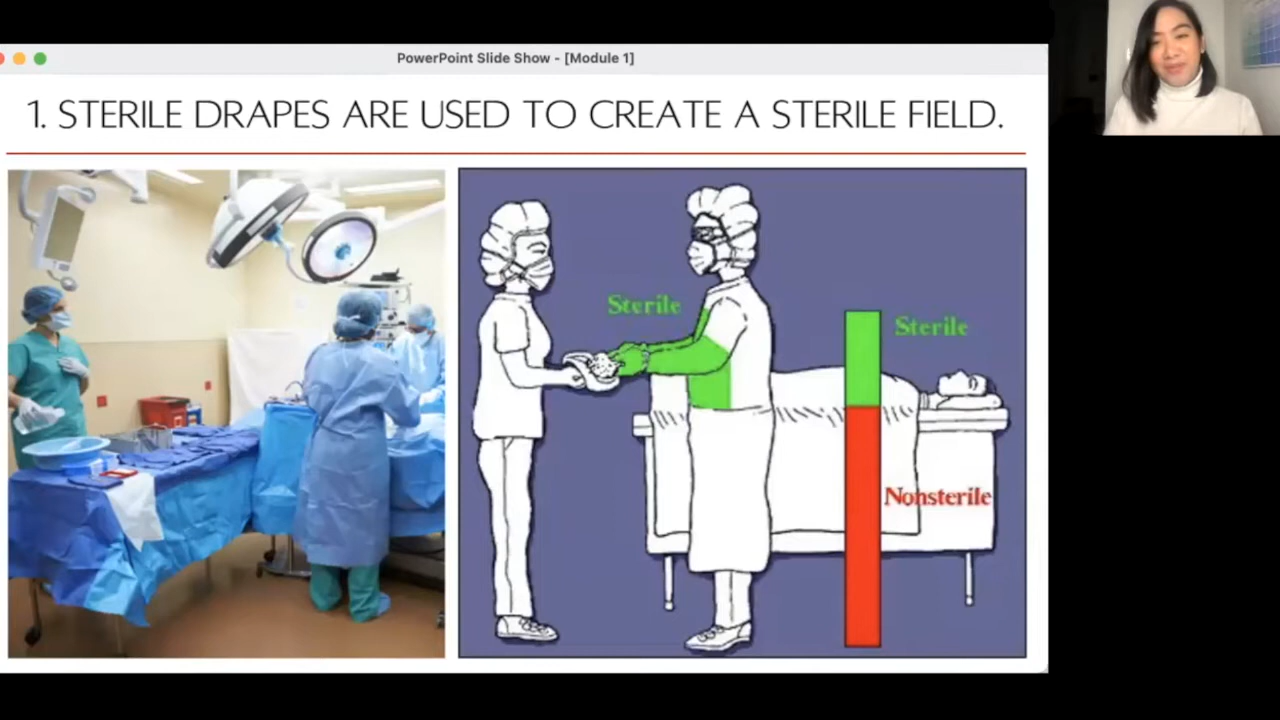 PowerPoint Slide Show - [Module 1]
1. STERILE DRAPES ARE USED TO CREATE A STERILE FIELD.
Sterile
Sterile
Nonsterile